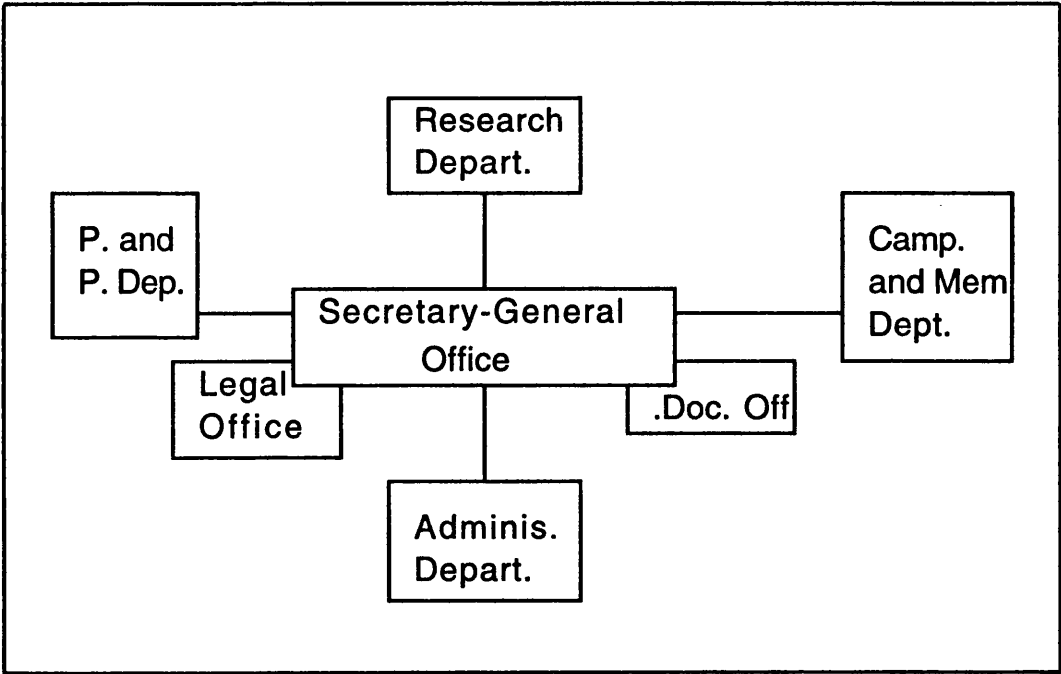 Research
Depart.
P. and
P. Dep.
Camp.
and Mem
Dept.
Secretary-General
Office
Legal
Office
.Doc. Off
Adminis.
Depart.